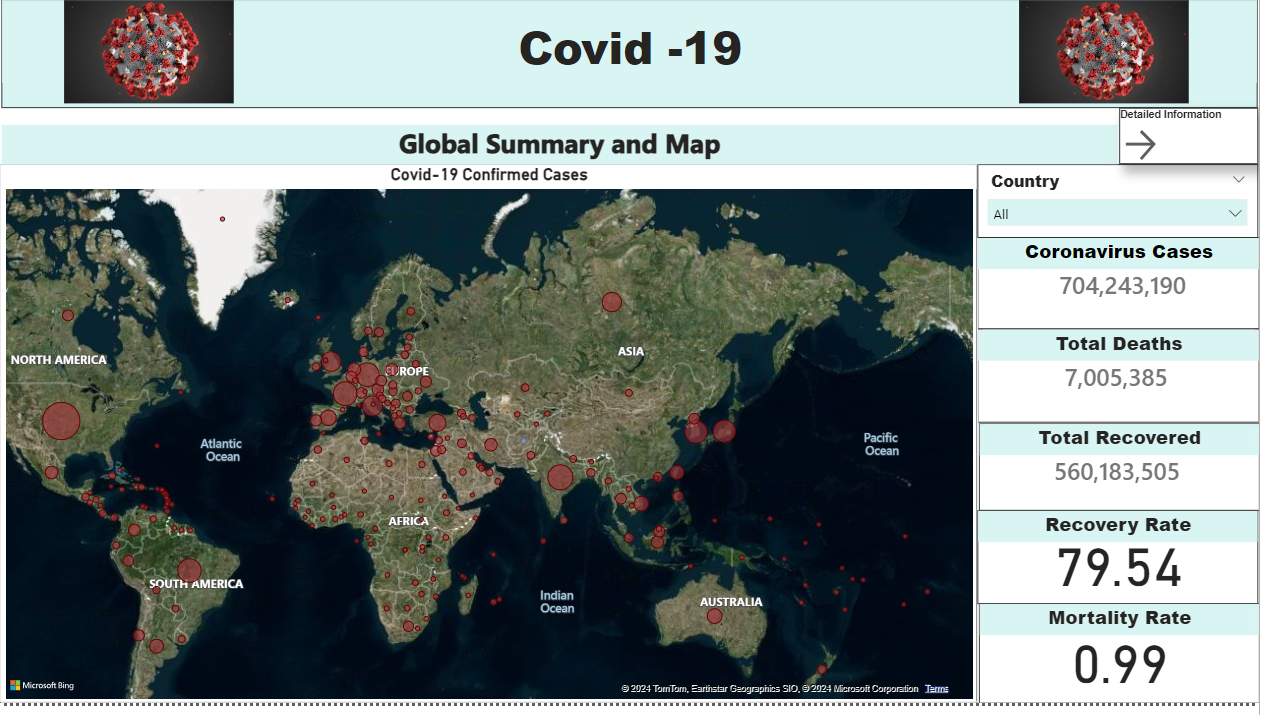 Covid -19
Detailed Information
Global Summary and Map
Covid-19 Confirmed Cases
Country
All
Coronavirus Cases
704,243,190
Total Deaths
7,005,385
Total Recovered
560,183,505
Recovery Rate
79.54
Mortality Rate
0.99
NORTH AMERICA
ASIA
EUROPE
Atlantic
Ocean
Pacific
Ocean
AFRICA
SOUTH AMERICA
Indian
Ocean
AUSTRALIA
Microsoft Bing
© 2024 TomTom, Earthstar Geographics SIO, © 2024 Microsoft Corporation Terms